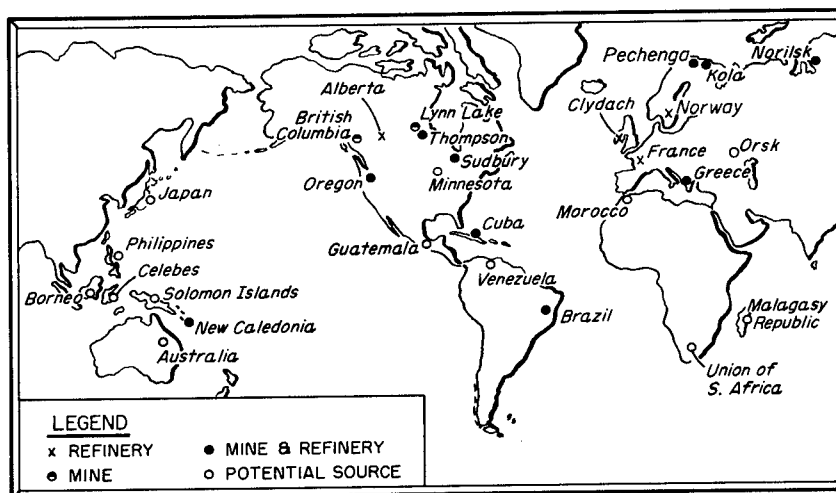 Pechenga
Norilsk
Kola
Alberta
Clydach
Lynn Lake
Norway
British
Columbia
Thompson
Orsk
Sudbury
France
Minnesota
Japan
Oregon
Greece
Morocco
Cuba
Philippines
Guatemala
Celebes
Venezuela
Borneo
Solomon Islands
Malagasy
Republic
New Caledonia
Brazil
Australia
Union of
S. Africa
LEGEND
x REFINERY
● MINE & REFINERY
◒ MINE
○ POTENTIAL SOURCE